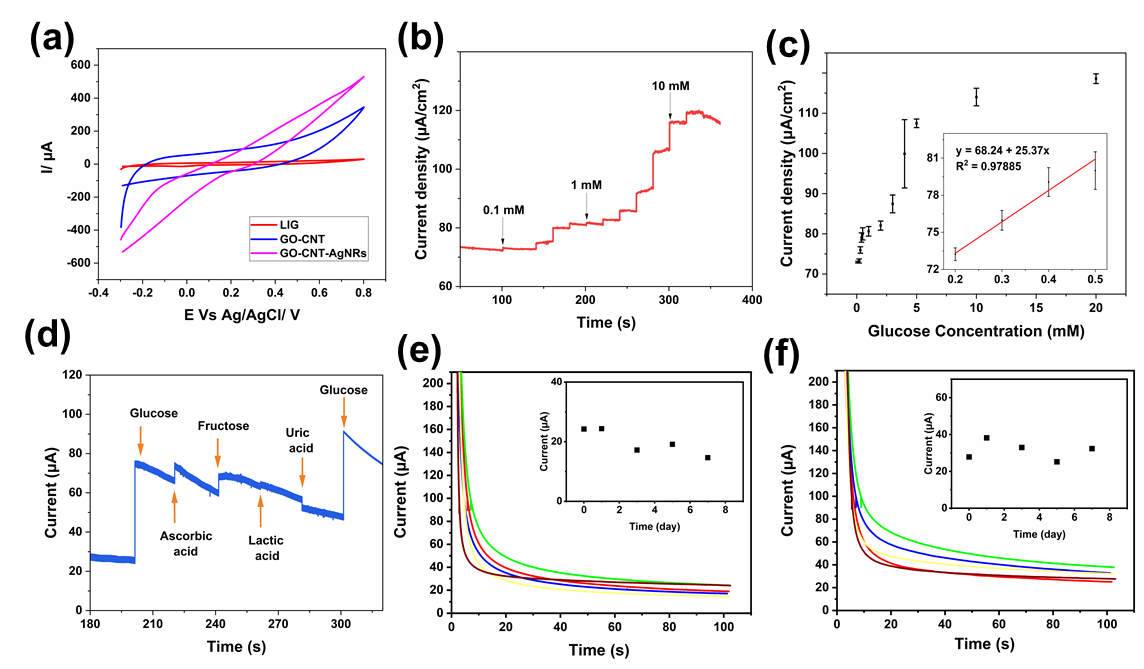 (a)
600
400
200
0
-200
-400
-600
I/ µA
-0.4 -0.2 0.0 0.2 0.4 0.6 0.8
E Vs Ag/AgCl/ V
LIG
GO-CNT
GO-CNT-AgNRs
(b)
120
100
80
60
Current density (µA/cm²)
0.1 mM
1 mM
10 mM
100 200 300 400
Time (s)
(c)
110
100
90
80
70
Current density (µA/cm²)
0 5 10 15 20
Glucose Concentration (mM)
y = 68.24 + 25.37x
R² = 0.97885
81
78
75
72
0.2 0.3 0.4 0.5
(d)
120
100
80
60
40
20
0
Current (µA)
Glucose
Ascorbic
acid
Fructose
Lactic
acid
Uric
acid
Glucose
180 210 240 270 300
Time (s)
(e)
200
180
160
140
120
100
80
60
40
20
0
Current (µA)
0 20 40 60 80 100
Time (s)
40
20
0
Current (µA)
0 2 4 6 8
Time (day)
(f)
200
180
160
140
120
100
80
60
40
20
0
Current (µA)
0 20 40 60 80 100
Time (s)
60
40
20
0
Current (µA)
0 2 4 6 8
Time (day)